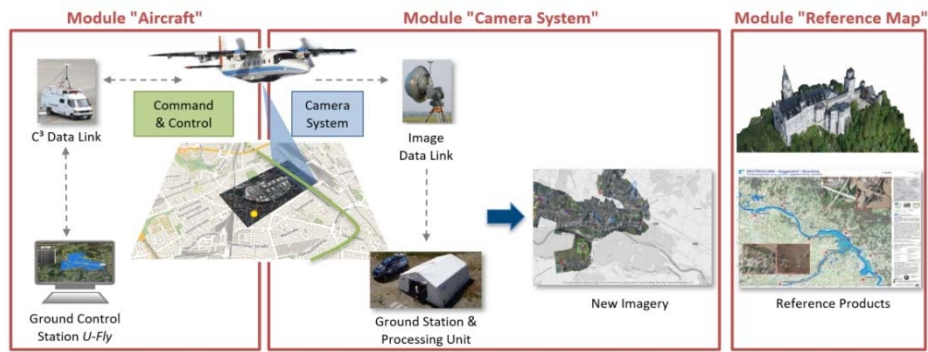 Module "Aircraft"
Module "Camera System"
Module "Reference Map"
C³ Data Link
Command
& Control
Camera
System
Image
Data Link
Ground Control
Station U-Fly
Ground Station &
Processing Unit
New Imagery
Reference Products